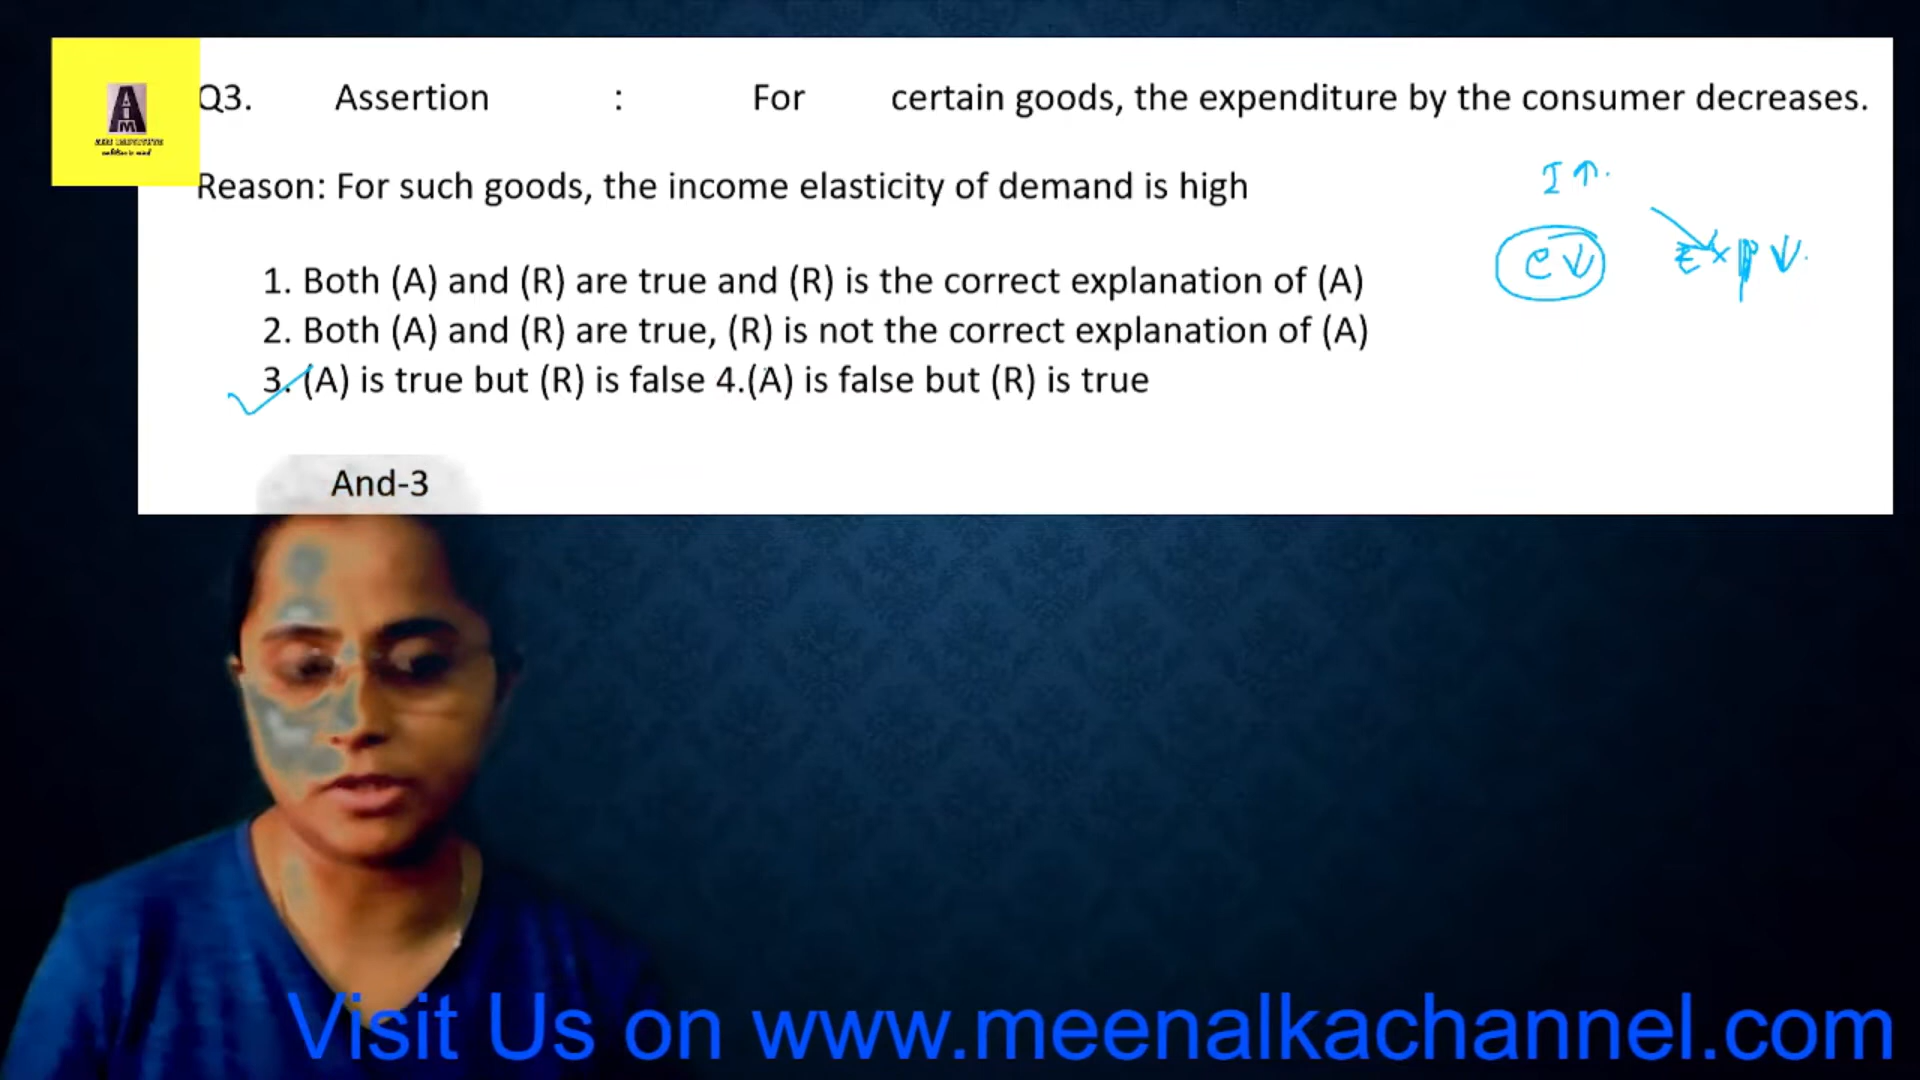 Q3. Assertion : For certain goods, the expenditure by the consumer decreases.
Reason: For such goods, the income elasticity of demand is high
I ↑.
e ↓ Exp ↓.
1. Both (A) and (R) are true and (R) is the correct explanation of (A)
2. Both (A) and (R) are true, (R) is not the correct explanation of (A)
3. (A) is true but (R) is false 4.(A) is false but (R) is true
And-3
Visit Us on www.meenalkachannel.com